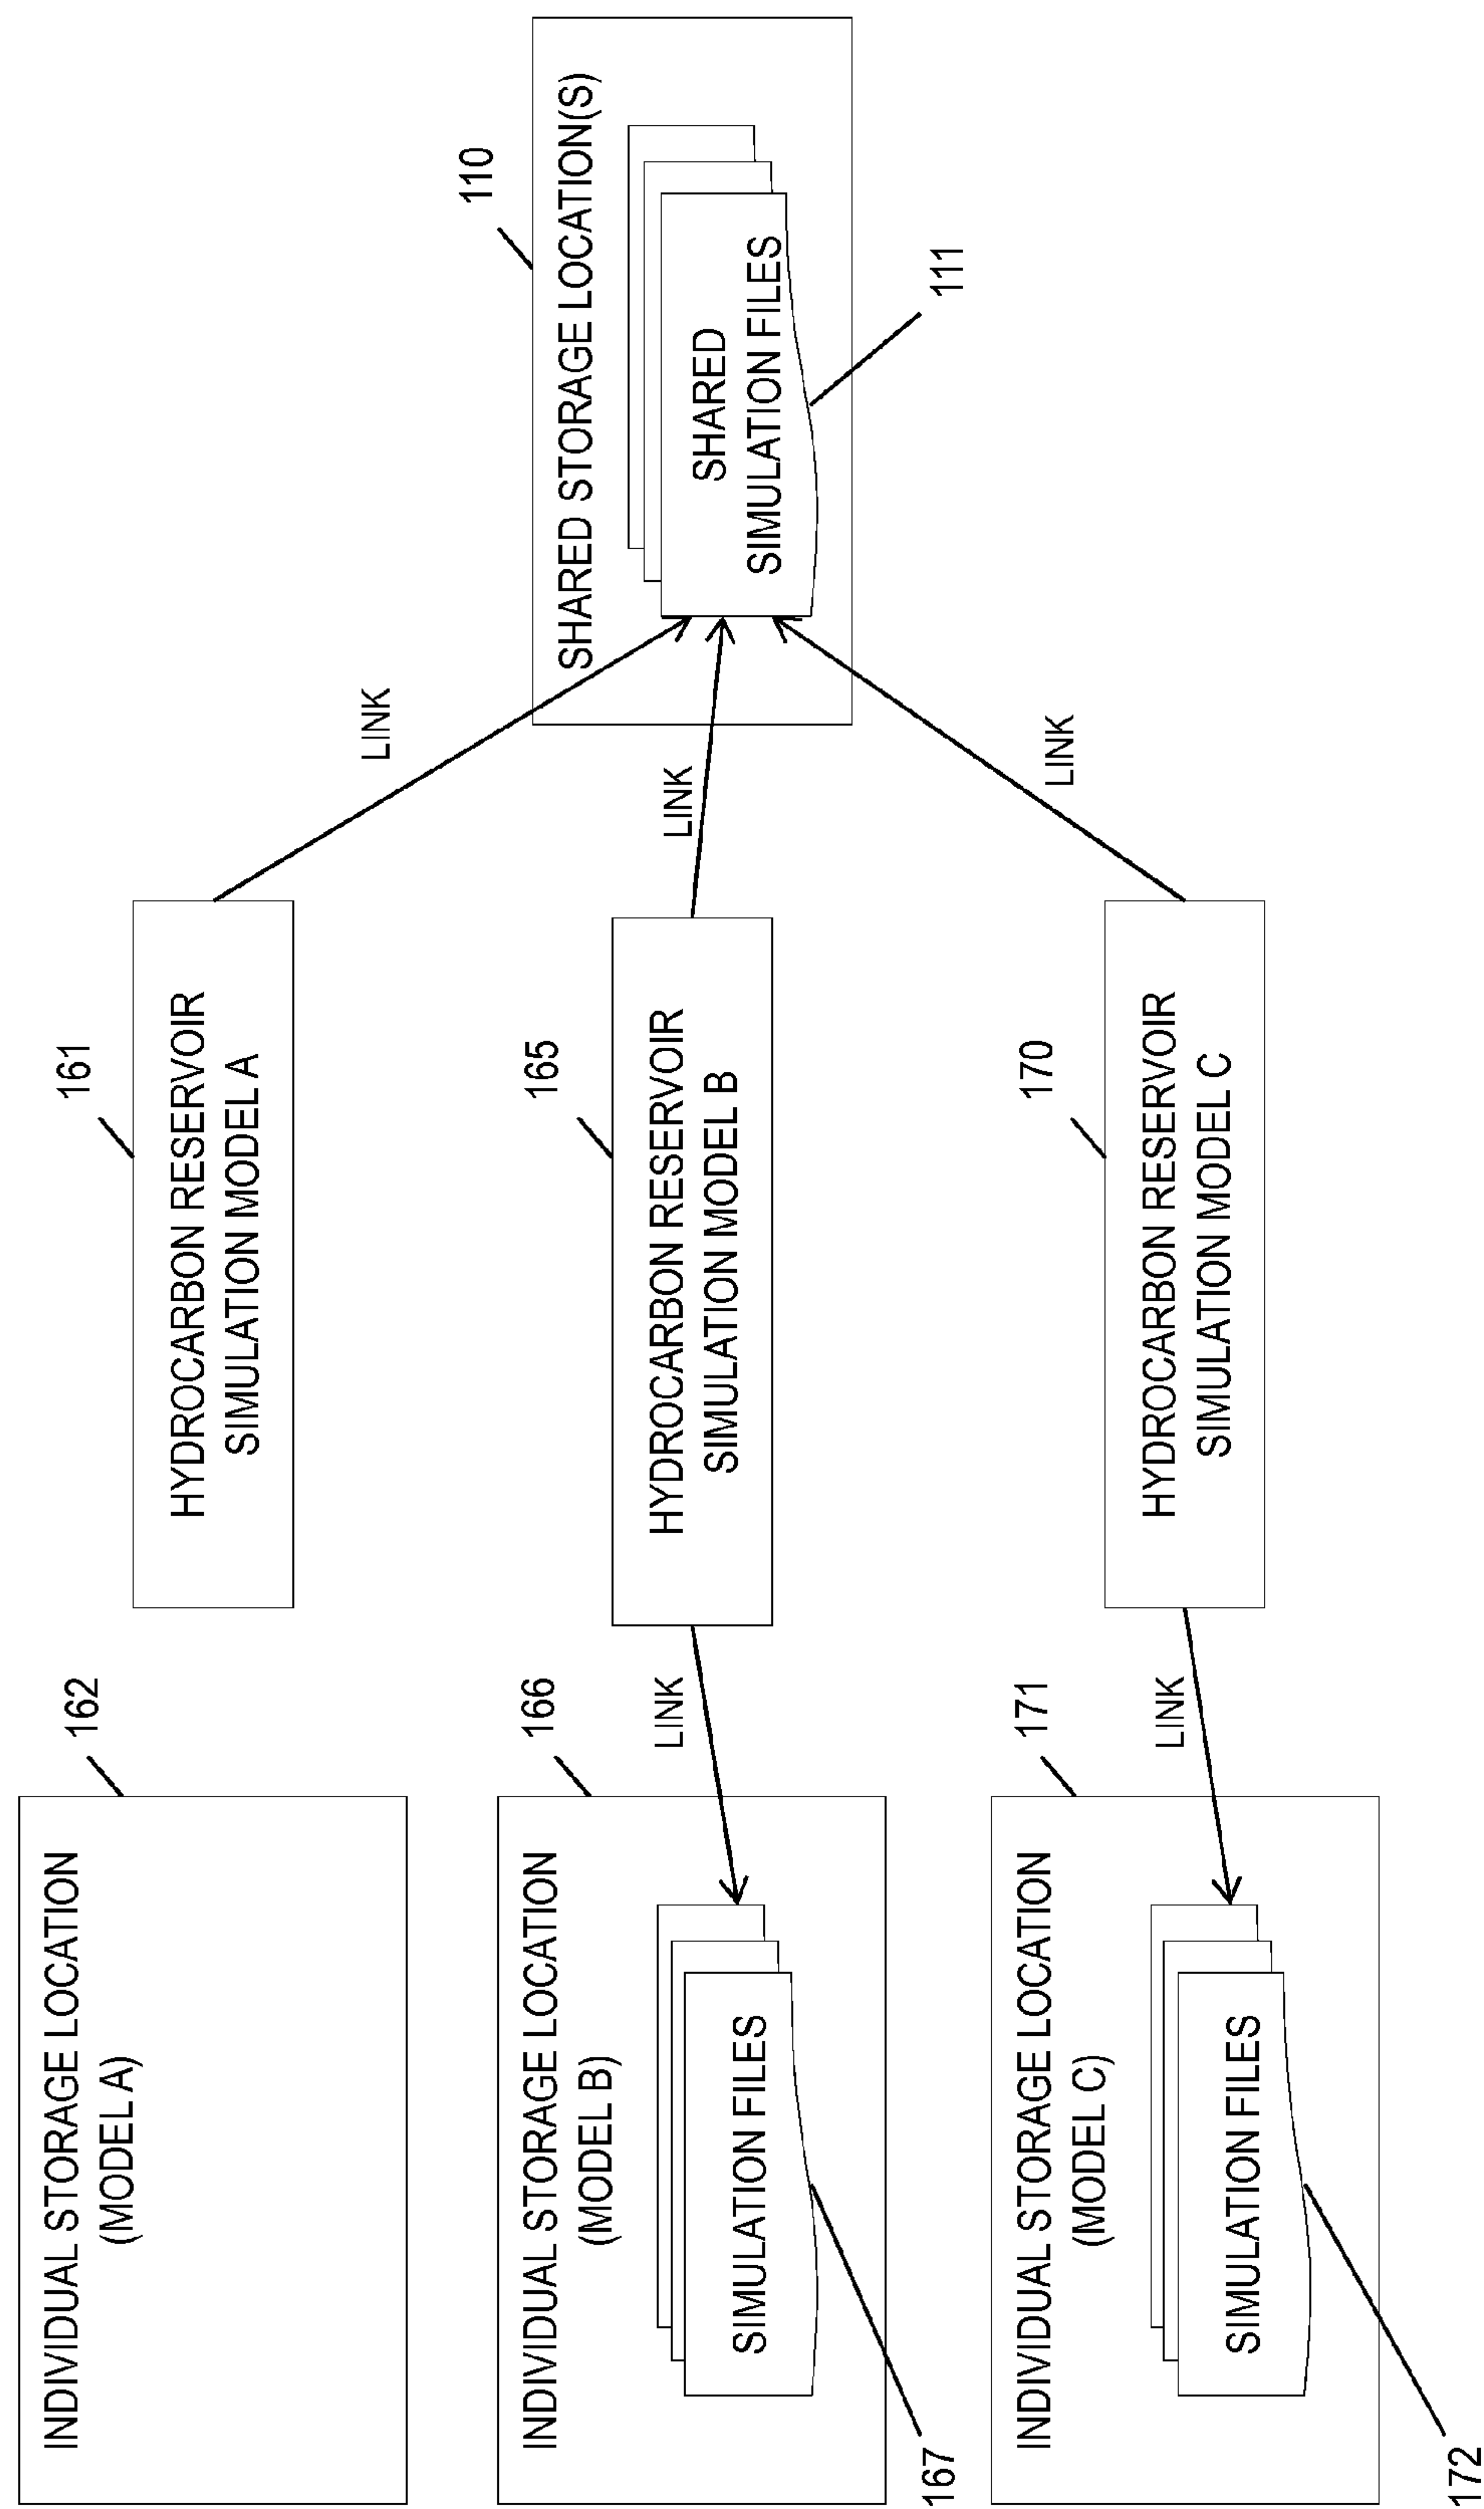 162
INDIVIDUAL STORAGE LOCATION
(MODEL A)
161
HYDROCARBON RESERVOIR
SIMULATION MODEL A
LINK
110
SHARED STORAGE LOCATION(S)
SHARED
SIMULATION FILES
111
166
INDIVIDUAL STORAGE LOCATION
(MODEL B)
SIMULATION FILES
167
LINK
165
HYDROCARBON RESERVOIR
SIMULATION MODEL B
LINK
171
INDIVIDUAL STORAGE LOCATION
(MODEL C)
SIMULATION FILES
172
LINK
170
HYDROCARBON RESERVOIR
SIMULATION MODEL C
LINK